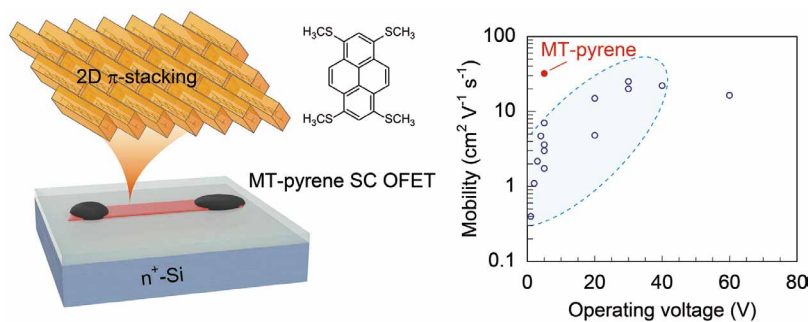 2D π-stacking
H₃CS
SCH₃
H₃CS
SCH₃
MT-pyrene SC OFET
n⁺-Si
Mobility (cm² V⁻¹ s⁻¹)
100
10
1
0.1
MT-pyrene
0
20
40
60
80
Operating voltage (V)